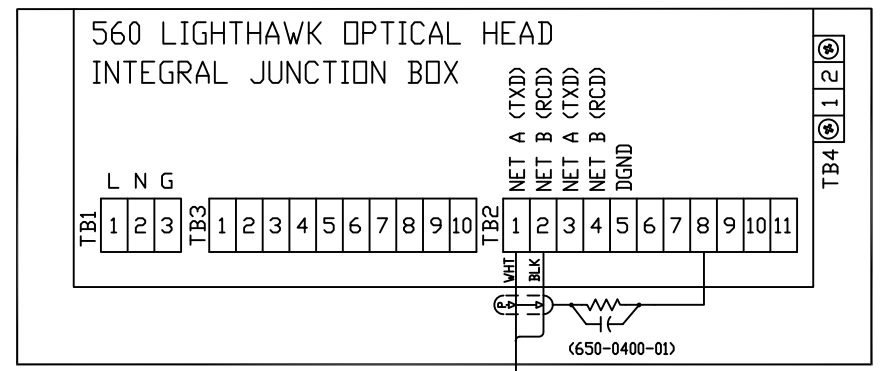 560 LIGHTHAWK OPTICAL HEAD
INTEGRAL JUNCTION BOX
NET A (TXD)
NET B (RCD)
NET A (TXD)
NET B (RCD)
DGND
L N G
TB1 1 2 3
TB3 1 2 3 4 5 6 7 8 9 10
TB2 1 2 3 4 5 6 7 8 9 10 11
TB4 1 2
WHT
BLK
P
(650-0400-01)